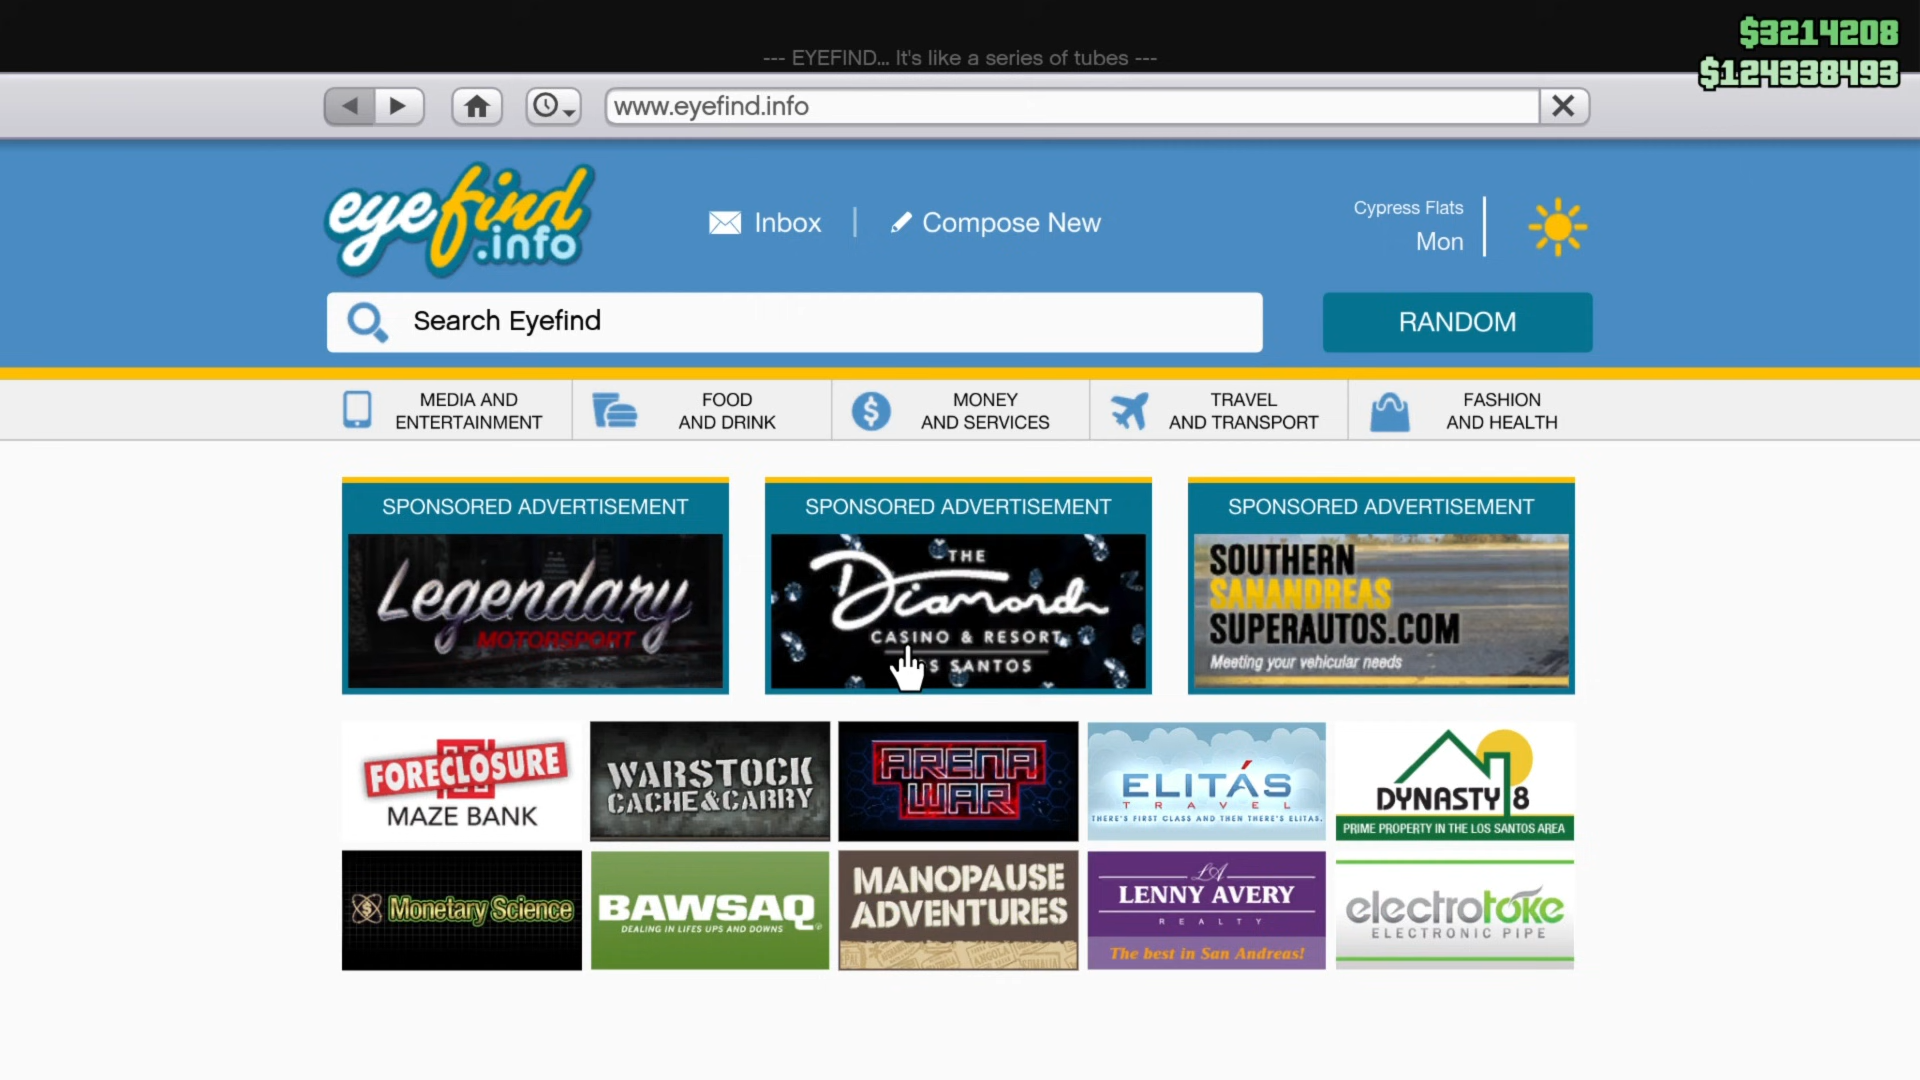 $3214208
--- EYEFIND... It's like a series of tubes ---
$124338493
www.eyefind.info
eyefind
.info
Inbox
Compose New
Cypress Flats
Mon
Search Eyefind
RANDOM
MEDIA AND
ENTERTAINMENT
FOOD
AND DRINK
MONEY
AND SERVICES
TRAVEL
AND TRANSPORT
FASHION
AND HEALTH
SPONSORED ADVERTISEMENT
Legendary
MOTORSPORT
SPONSORED ADVERTISEMENT
THE
Diamond
CASINO & RESORT
S SANTOS
SPONSORED ADVERTISEMENT
SOUTHERN
SANANDREAS
SUPERAUTOS.COM
Meeting your vehicular needs
FORECLOSURE
MAZE BANK
WARSTOCK
CACHE&CARRY
ARENA
WAR
ELITÁS
TRAVEL
THERE'S FIRST CLASS AND THEN THERE'S ELITAS.
DYNASTY 8
PRIME PROPERTY IN THE LOS SANTOS AREA
Monetary Science
BAWSAQ
DEALING IN LIFES UPS AND DOWNS
MANOPAUSE
ADVENTURES
LA
LENNY AVERY
REALTY
The best in San Andreas!
electrotoke
ELECTRONIC PIPE